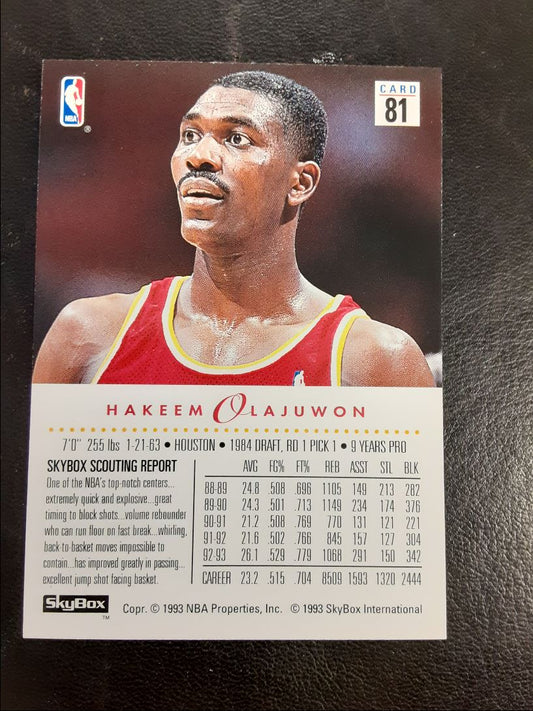 NBA
®
CARD
81
HAKEEM OLAJUWON
7'0" 255 lbs 1-21-63 • HOUSTON • 1984 DRAFT, RD 1 PICK 1 • 9 YEARS PRO
SKYBOX SCOUTING REPORT
One of the NBA's top-notch centers...
extremely quick and explosive...great
timing to block shots...volume rebounder
who can run floor on fast break...whirling,
back to basket moves impossible to
contain...has improved greatly in passing...
excellent jump shot facing basket.
AVG FG% FT% REB ASST STL BLK
88-89 24.8 .508 .696 1105 149 213 282
89-90 24.3 .501 .713 1149 234 174 376
90-91 21.2 .508 .769 770 131 121 221
91-92 21.6 .502 .766 845 157 127 304
92-93 26.1 .529 .779 1068 291 150 342
CAREER 23.2 .515 .704 8509 1593 1320 2444
SkyBox
TM
Copr. © 1993 NBA Properties, Inc. © 1993 SkyBox International